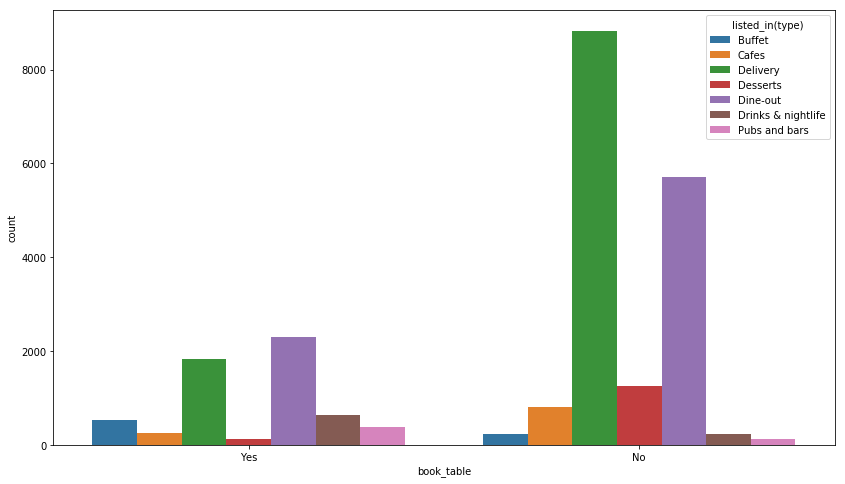 listed_in(type)
Buffet
Cafes
Delivery
Desserts
Dine-out
Drinks & nightlife
Pubs and bars
count
8000
6000
4000
2000
0
Yes
No
book_table